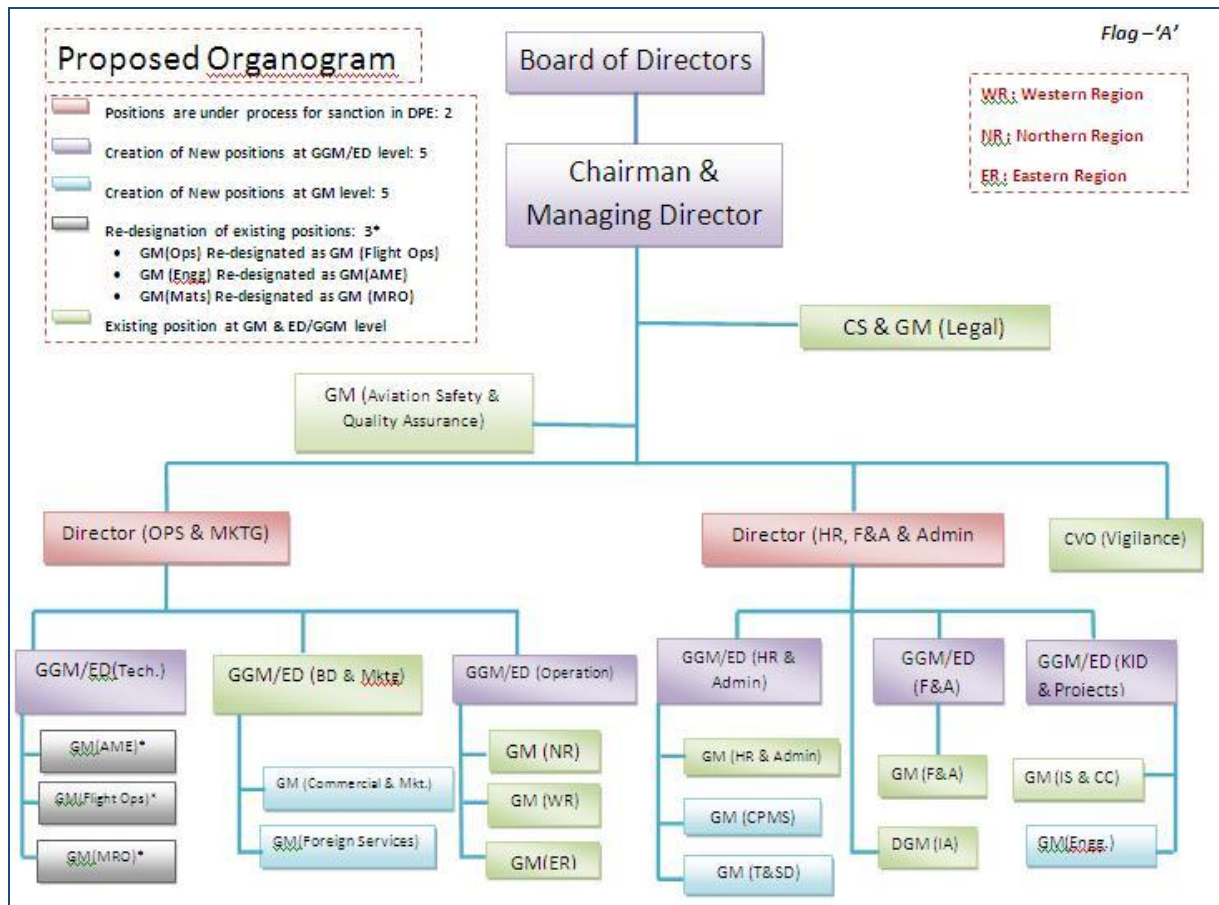 Flag –‘A’
Proposed Organogram
Positions are under process for sanction in DPE: 2
Creation of New positions at GGM/ED level: 5
Creation of New positions at GM level: 5
Re-designation of existing positions: 3*
• GM(Ops) Re-designated as GM (Flight Ops)
• GM (Engg) Re-designated as GM(AME)
• GM(Mats) Re-designated as GM (MRO)
Existing position at GM & ED/GGM level
WR: Western Region
NR: Northern Region
ER: Eastern Region
Board of Directors
Chairman &
Managing Director
CS & GM (Legal)
GM (Aviation Safety &
Quality Assurance)
Director (OPS & MKTG)
Director (HR, F&A & Admin
CVO (Vigilance)
GGM/ED(Tech.)
GGM/ED (BD & Mktg)
GGM/ED (Operation)
GGM/ED (HR &
Admin)
GGM/ED
(F&A)
GGM/ED (KID
& Projects)
GM(AME)*
GM(Flight Ops)*
GM(MRO)*
GM (Commercial & Mkt.)
GM(Foreign Services)
GM (NR)
GM (WR)
GM(ER)
GM (HR & Admin)
GM (CPMS)
GM (T&SD)
GM (F&A)
DGM (IA)
GM (IS & CC)
GM(Engg.)